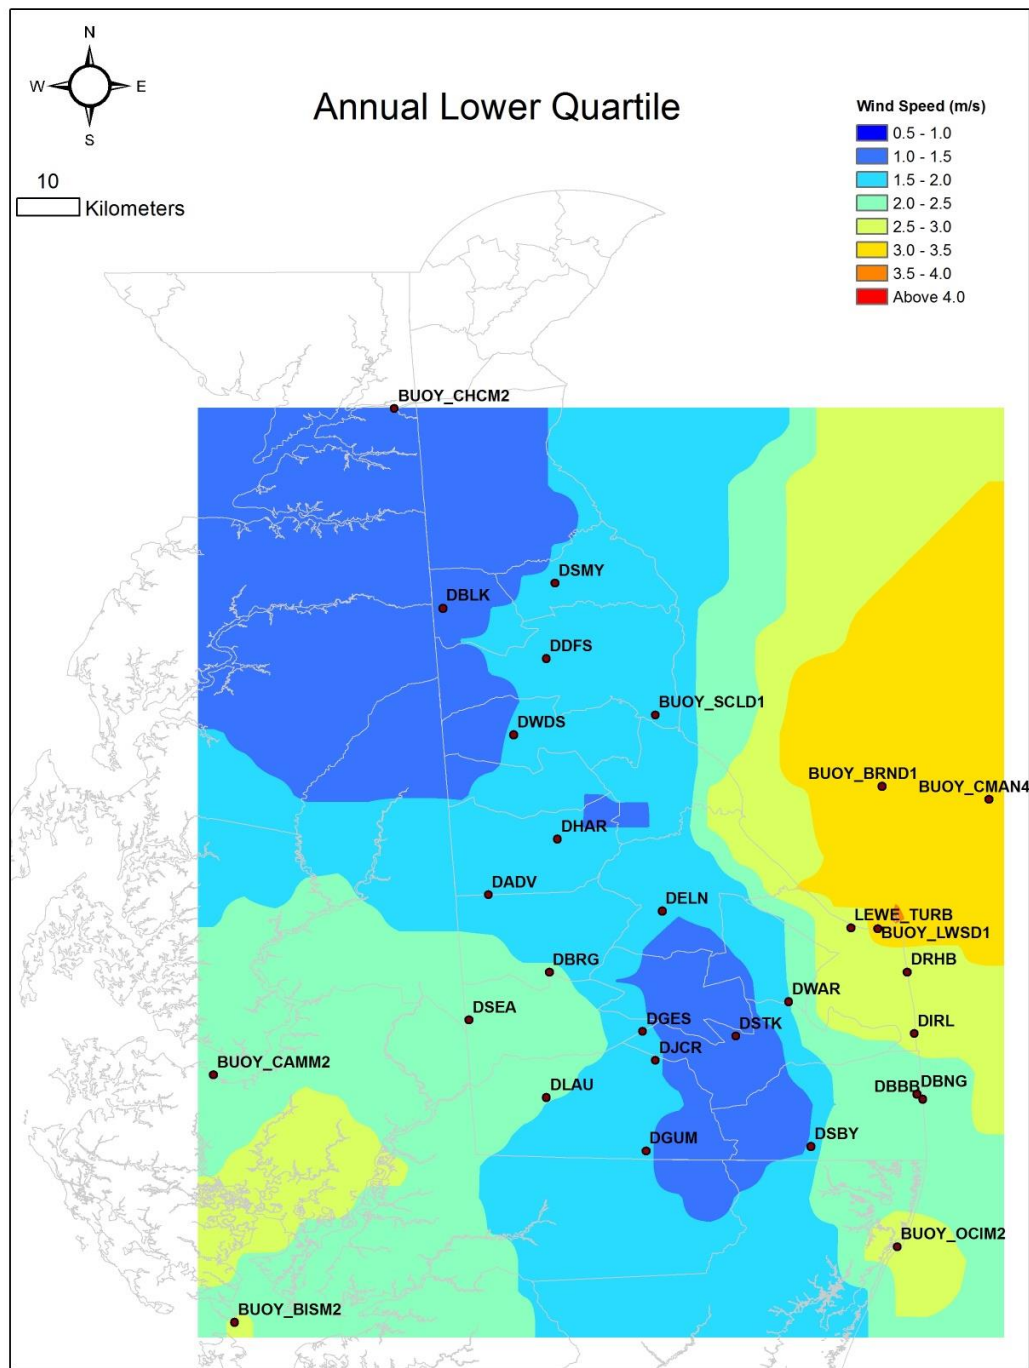 N
W E
S
Annual Lower Quartile
10
Kilometers
Wind Speed (m/s)
0.5 - 1.0
1.0 - 1.5
1.5 - 2.0
2.0 - 2.5
2.5 - 3.0
3.0 - 3.5
3.5 - 4.0
Above 4.0
BUOY_CHCM2
DSMY
DBLK
DDFS
BUOY_SCLD1
DWDS
BUOY_BRND1
BUOY_CMAN4
DHAR
DADV
DELN
LEWE_TURB
BUOY_LWSD1
DBRG
DRHB
DWAR
DSEA
DGES
DSTK
DIRL
DJCR
BUOY_CAMM2
DLAU
DBBB
DBNG
DGUM
DSBY
BUOY_OCIM2
BUOY_BISM2